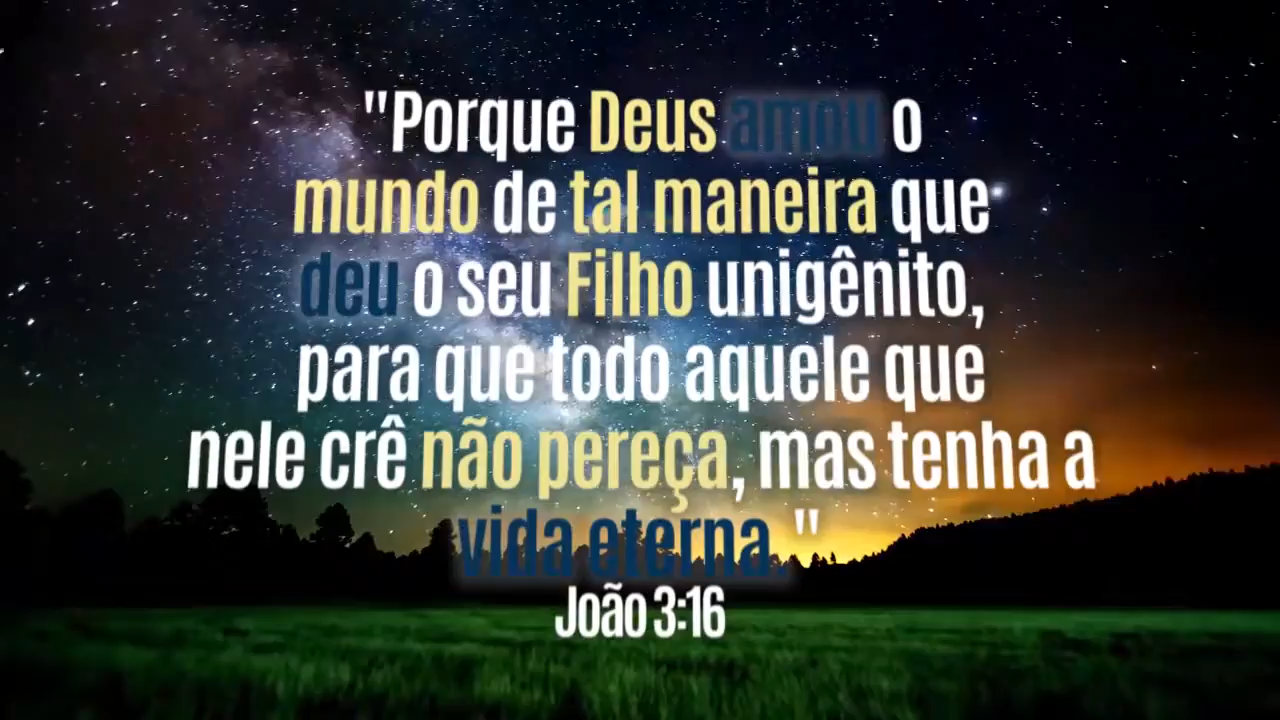 "Porque Deus amou o
mundo de tal maneira que
deu o seu Filho unigênito,
para que todo aquele que
nele crê não pereça, mas tenha a
vida eterna."
João 3:16